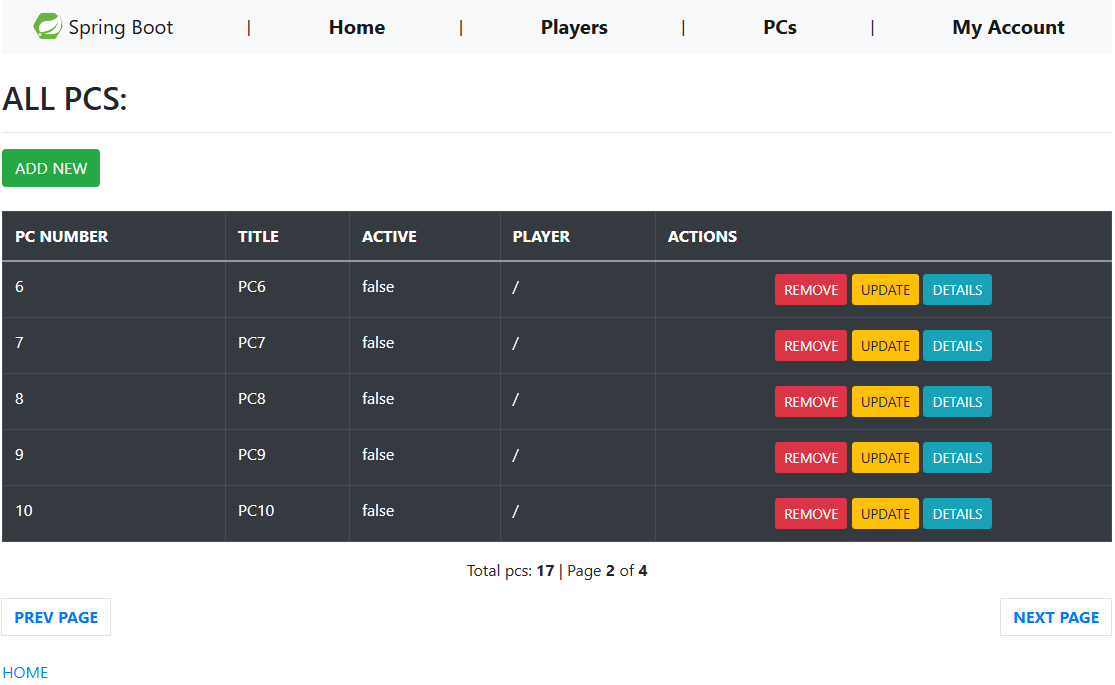 Spring Boot | Home | Players | PCs | My Account
ALL PCS:
ADD NEW
PC NUMBER TITLE ACTIVE PLAYER ACTIONS
6 PC6 false / REMOVE UPDATE DETAILS
7 PC7 false / REMOVE UPDATE DETAILS
8 PC8 false / REMOVE UPDATE DETAILS
9 PC9 false / REMOVE UPDATE DETAILS
10 PC10 false / REMOVE UPDATE DETAILS
Total pcs: 17 | Page 2 of 4
PREV PAGE NEXT PAGE
HOME